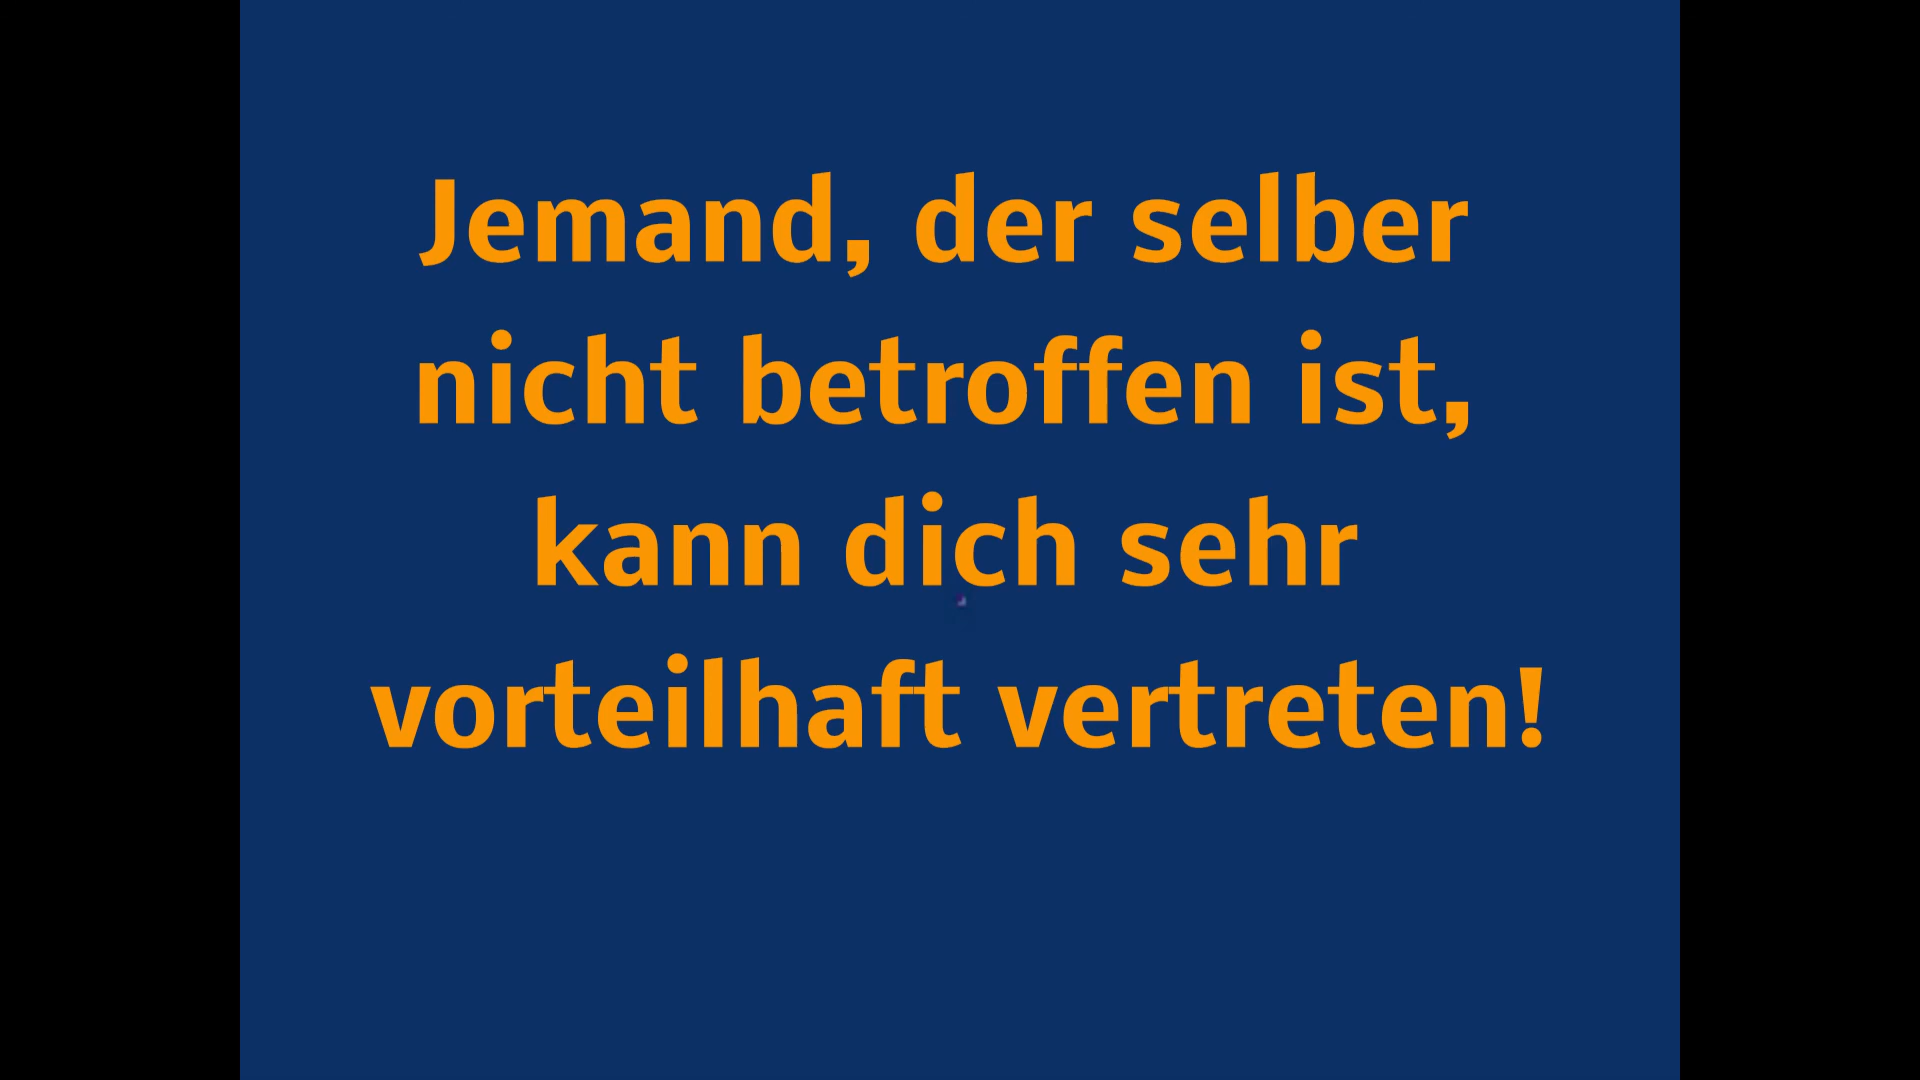 Jemand, der selber
nicht betroffen ist,
kann dich sehr
vorteilhaft vertreten!